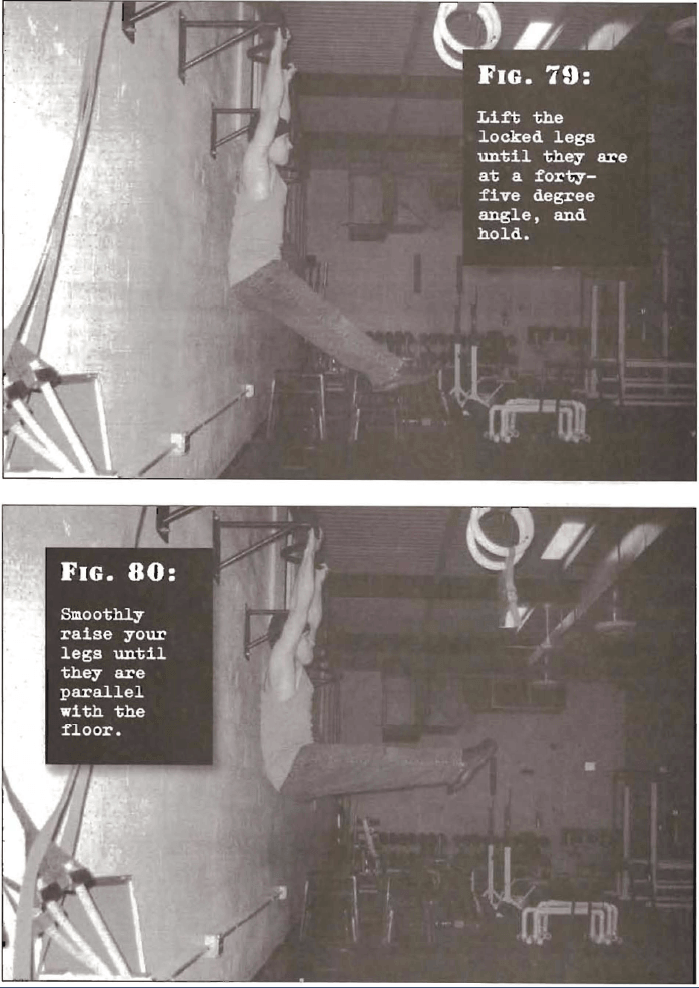 Fig. 79:
Lift the
locked legs
until they are
at a forty-
five degree
angle, and
hold.
Fig. 80:
Smoothly
raise your
legs until
they are
parallel
with the
floor.